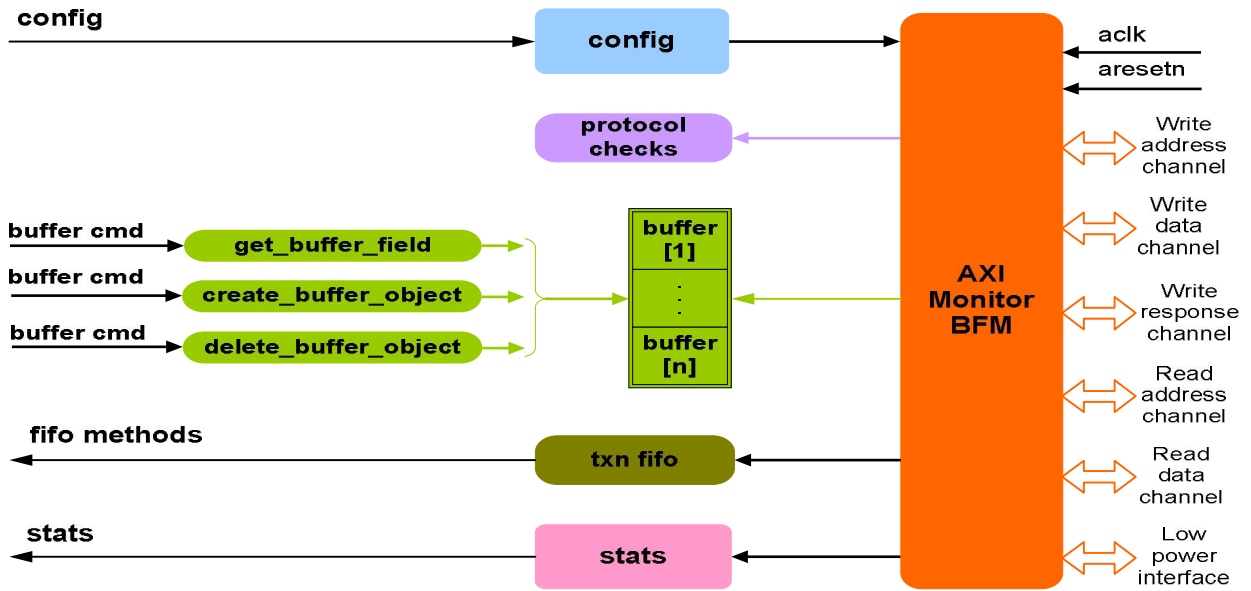 config
config
aclk
aresetn
protocol
checks
Write
address
channel
buffer cmd
get_buffer_field
buffer
[1]
Write
data
channel
buffer cmd
create_buffer_object
.
.
.
AXI
Monitor
BFM
Write
response
channel
buffer cmd
delete_buffer_object
buffer
[n]
Read
address
channel
fifo methods
txn fifo
Read
data
channel
stats
stats
Low
power
interface